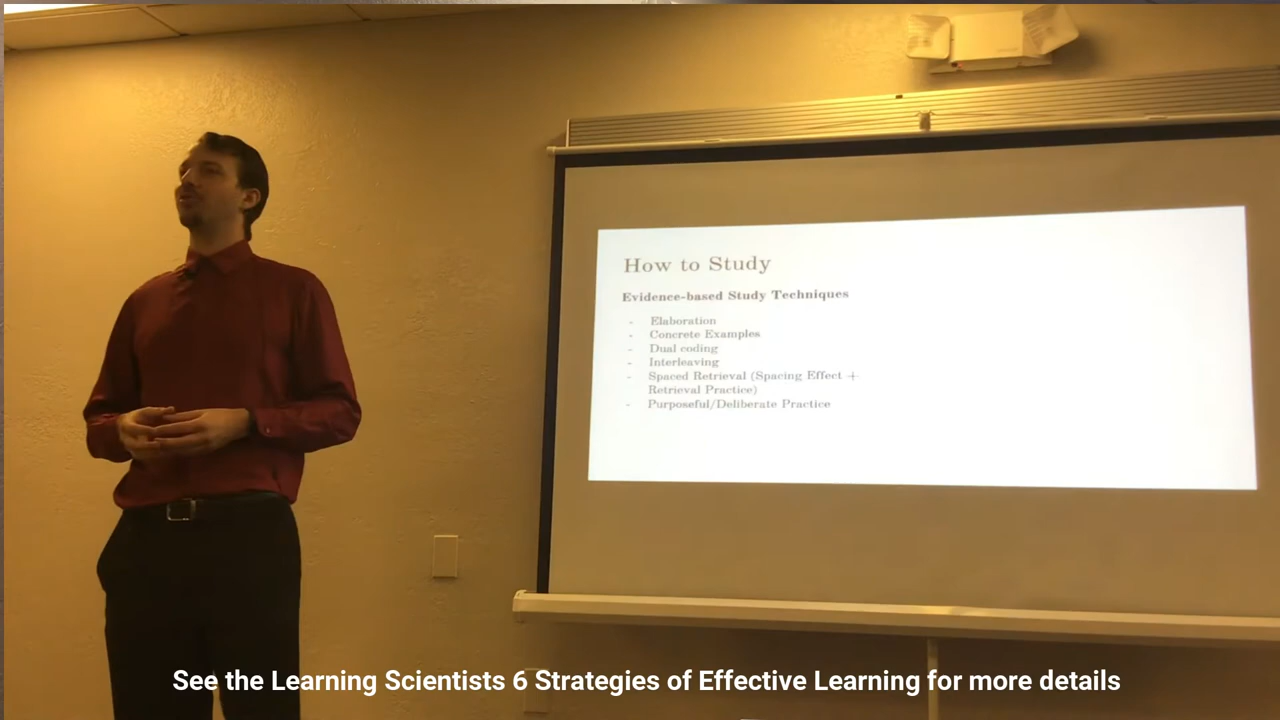 How to Study
Evidence-based Study Techniques
- Elaboration
- Concrete Examples
- Dual coding
- Interleaving
- Spaced Retrieval (Spacing Effect +
Retrieval Practice)
- Purposeful/Deliberate Practice
See the Learning Scientists 6 Strategies of Effective Learning for more details